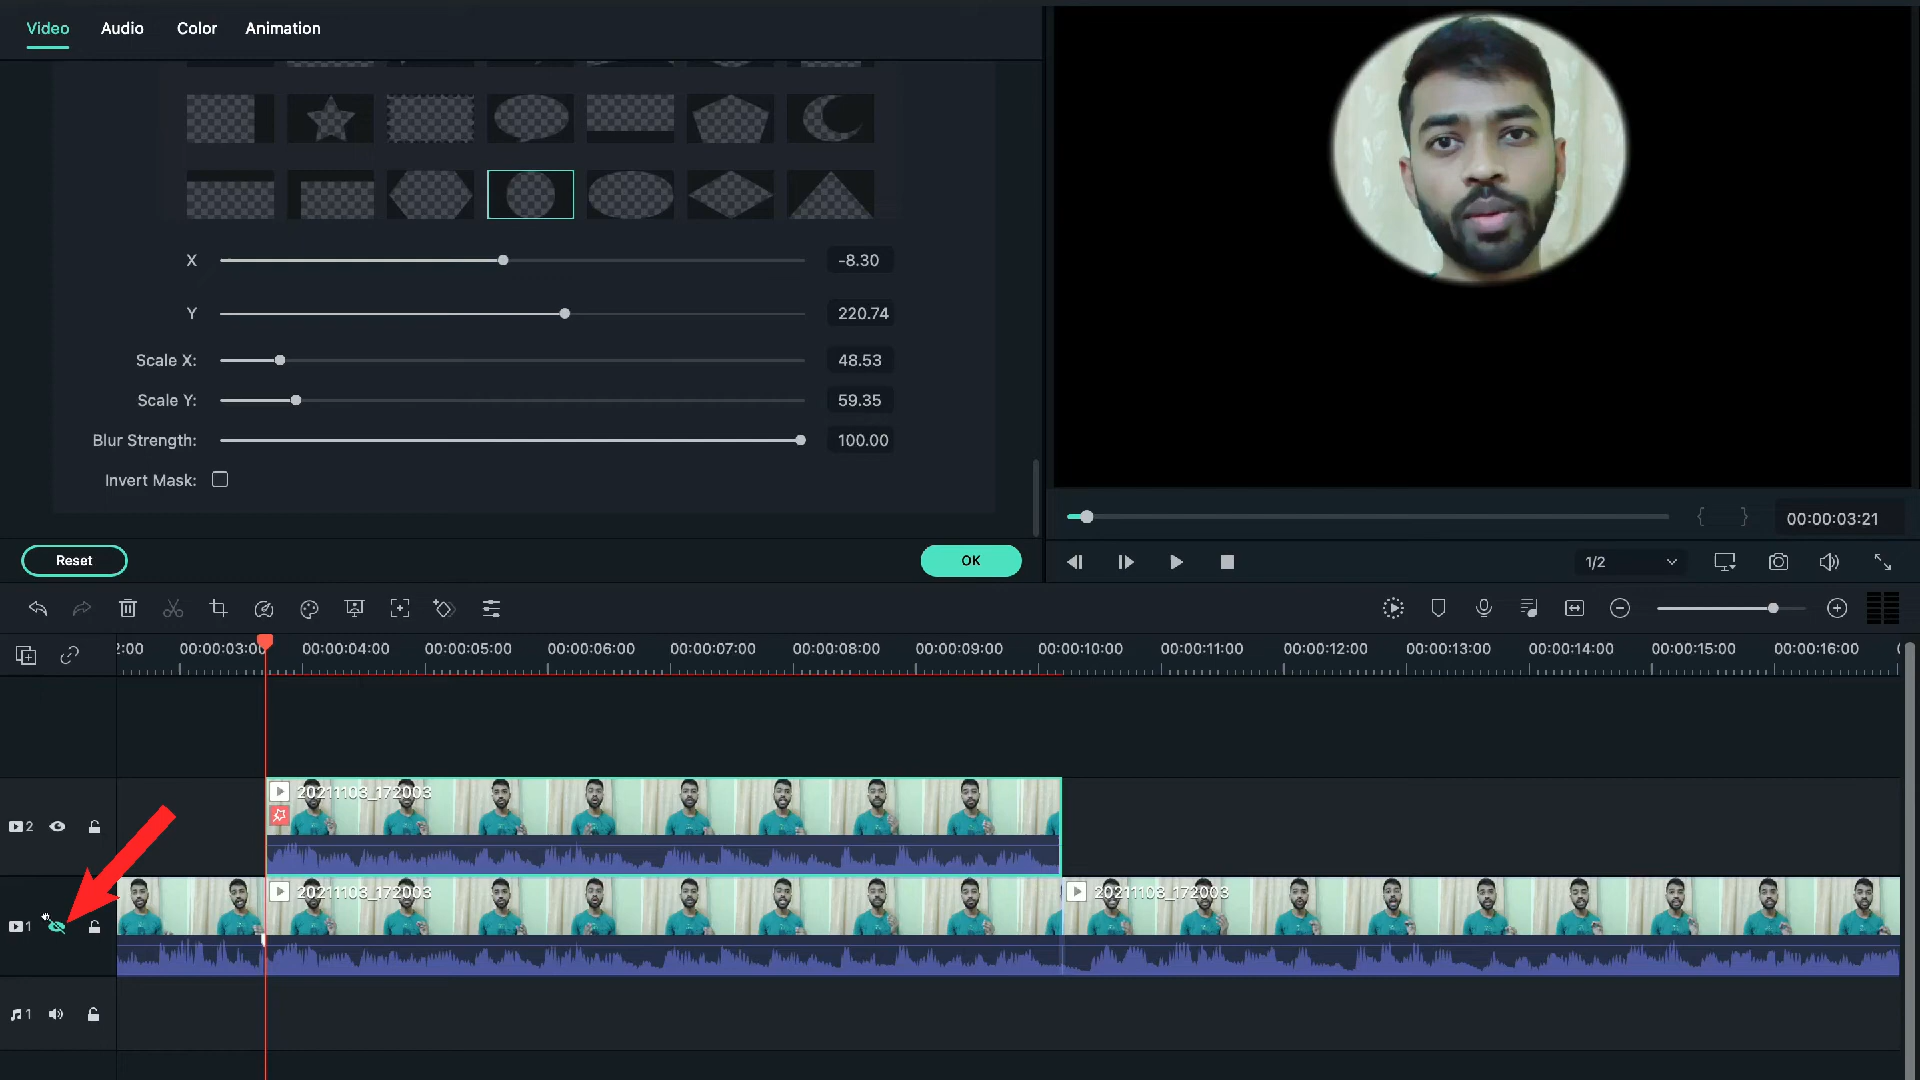 Video Audio Color Animation
X -8.30
Y 220.74
Scale X: 48.53
Scale Y: 59.35
Blur Strength: 100.00
Invert Mask:
Reset OK
{ } 00:00:03:21
1/2
2:00 00:00:03:00 00:00:04:00 00:00:05:00 00:00:06:00 00:00:07:00 00:00:08:00 00:00:09:00 00:00:10:00 00:00:11:00 00:00:12:00 00:00:13:00 00:00:14:00 00:00:15:00 00:00:16:00
20211103_172003
2
20211103_172003 20211103_172003
1
1